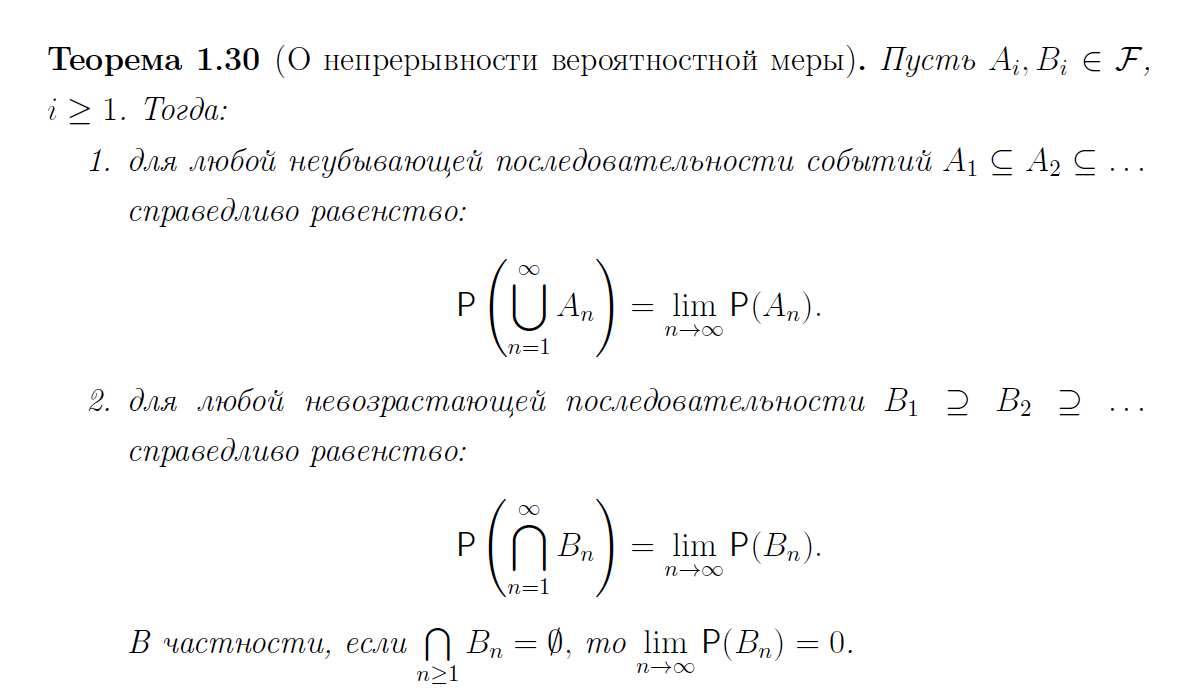 Теорема 1.30 (О непрерывности вероятностной меры). Пусть $A_i, B_i \in \mathcal{F}$,
$i \geq 1$. Тогда:
1. для любой неубывающей последовательности событий $A_1 \subseteq A_2 \subseteq \ldots$
справедливо равенство:
$\mathsf{P}\left(\bigcup_{n=1}^{\infty} A_n\right) = \lim_{n\to\infty} \mathsf{P}(A_n).$
2. для любой невозрастающей последовательности $B_1 \supseteq B_2 \supseteq \ldots$
справедливо равенство:
$\mathsf{P}\left(\bigcap_{n=1}^{\infty} B_n\right) = \lim_{n\to\infty} \mathsf{P}(B_n).$
В частности, если $\bigcap_{n\geq 1} B_n = \emptyset$, то $\lim_{n\to\infty} \mathsf{P}(B_n) = 0.$